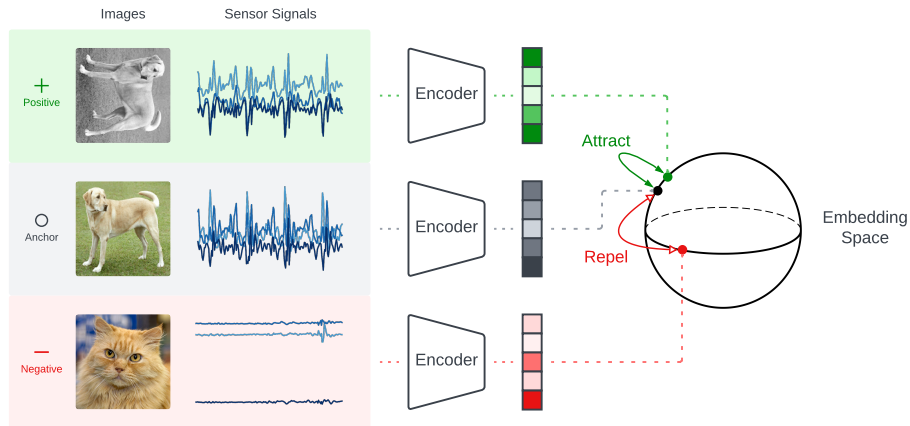 Images
Sensor Signals
Positive
Encoder
Attract
Anchor
Encoder
Embedding
Space
Repel
Negative
Encoder